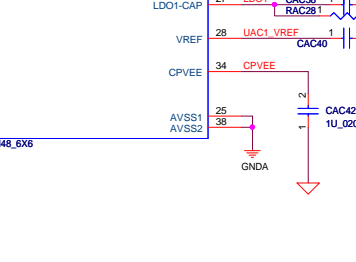 LDO1-CAP
RAC28 1
VREF 28 UAC1_VREF 1
CAC40
CPVEE 34 CPVEE
2
CAC42
1
AVSS1 25
AVSS2 38
48_6X6
GNDA